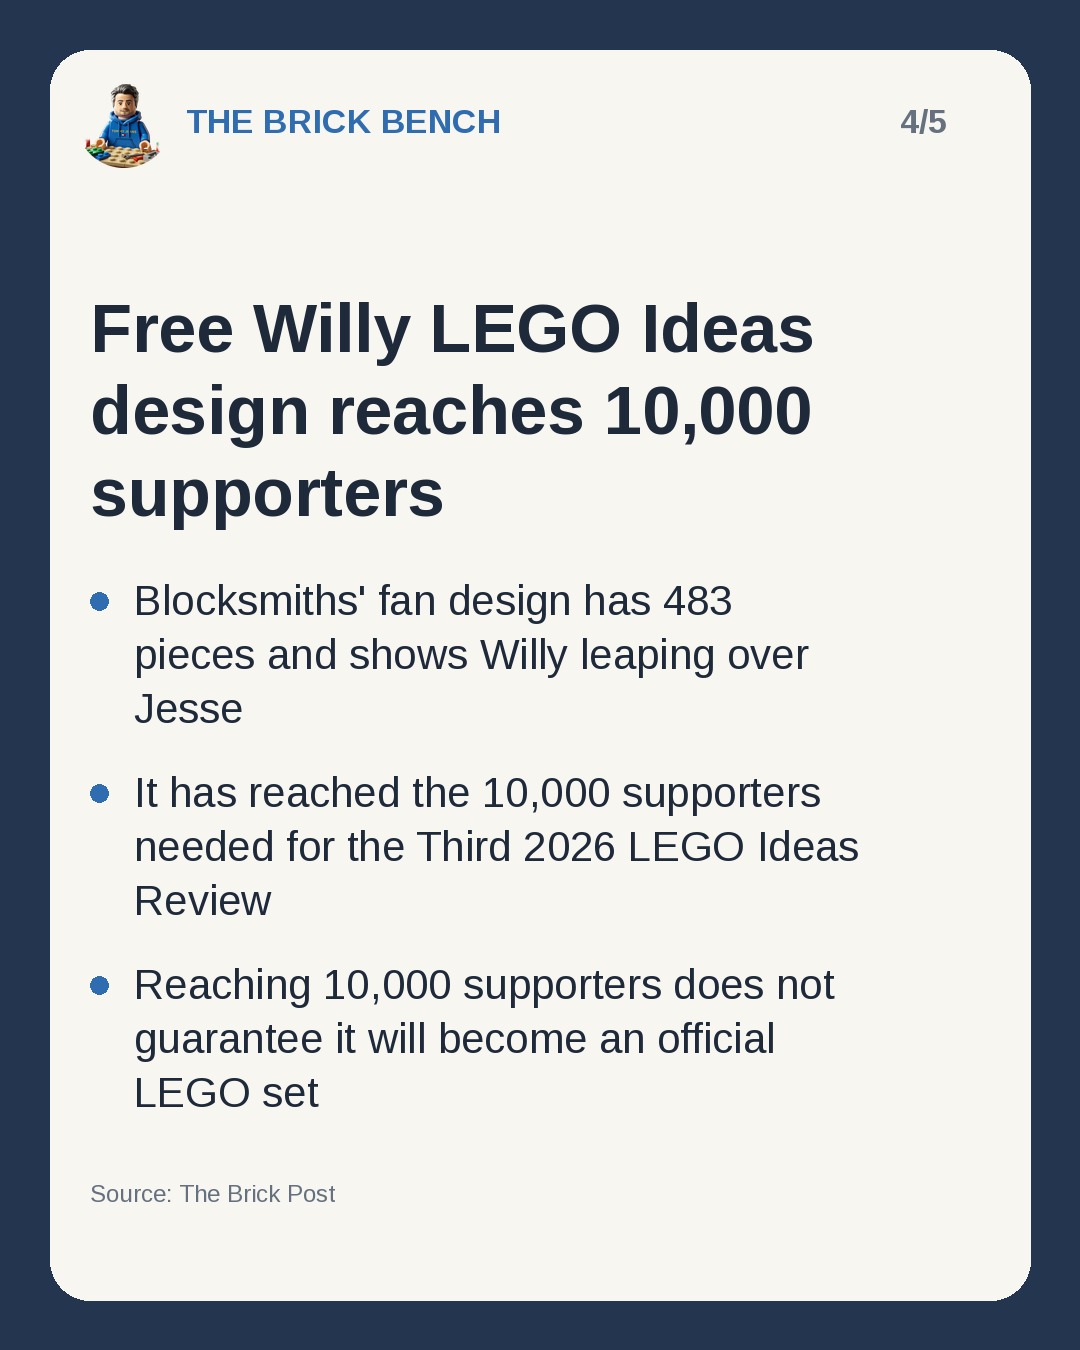 THE BRICK BENCH
4/5
Free Willy LEGO Ideas
design reaches 10,000
supporters
Blocksmiths' fan design has 483
pieces and shows Willy leaping over
Jesse
It has reached the 10,000 supporters
needed for the Third 2026 LEGO Ideas
Review
Reaching 10,000 supporters does not
guarantee it will become an official
LEGO set
Source: The Brick Post